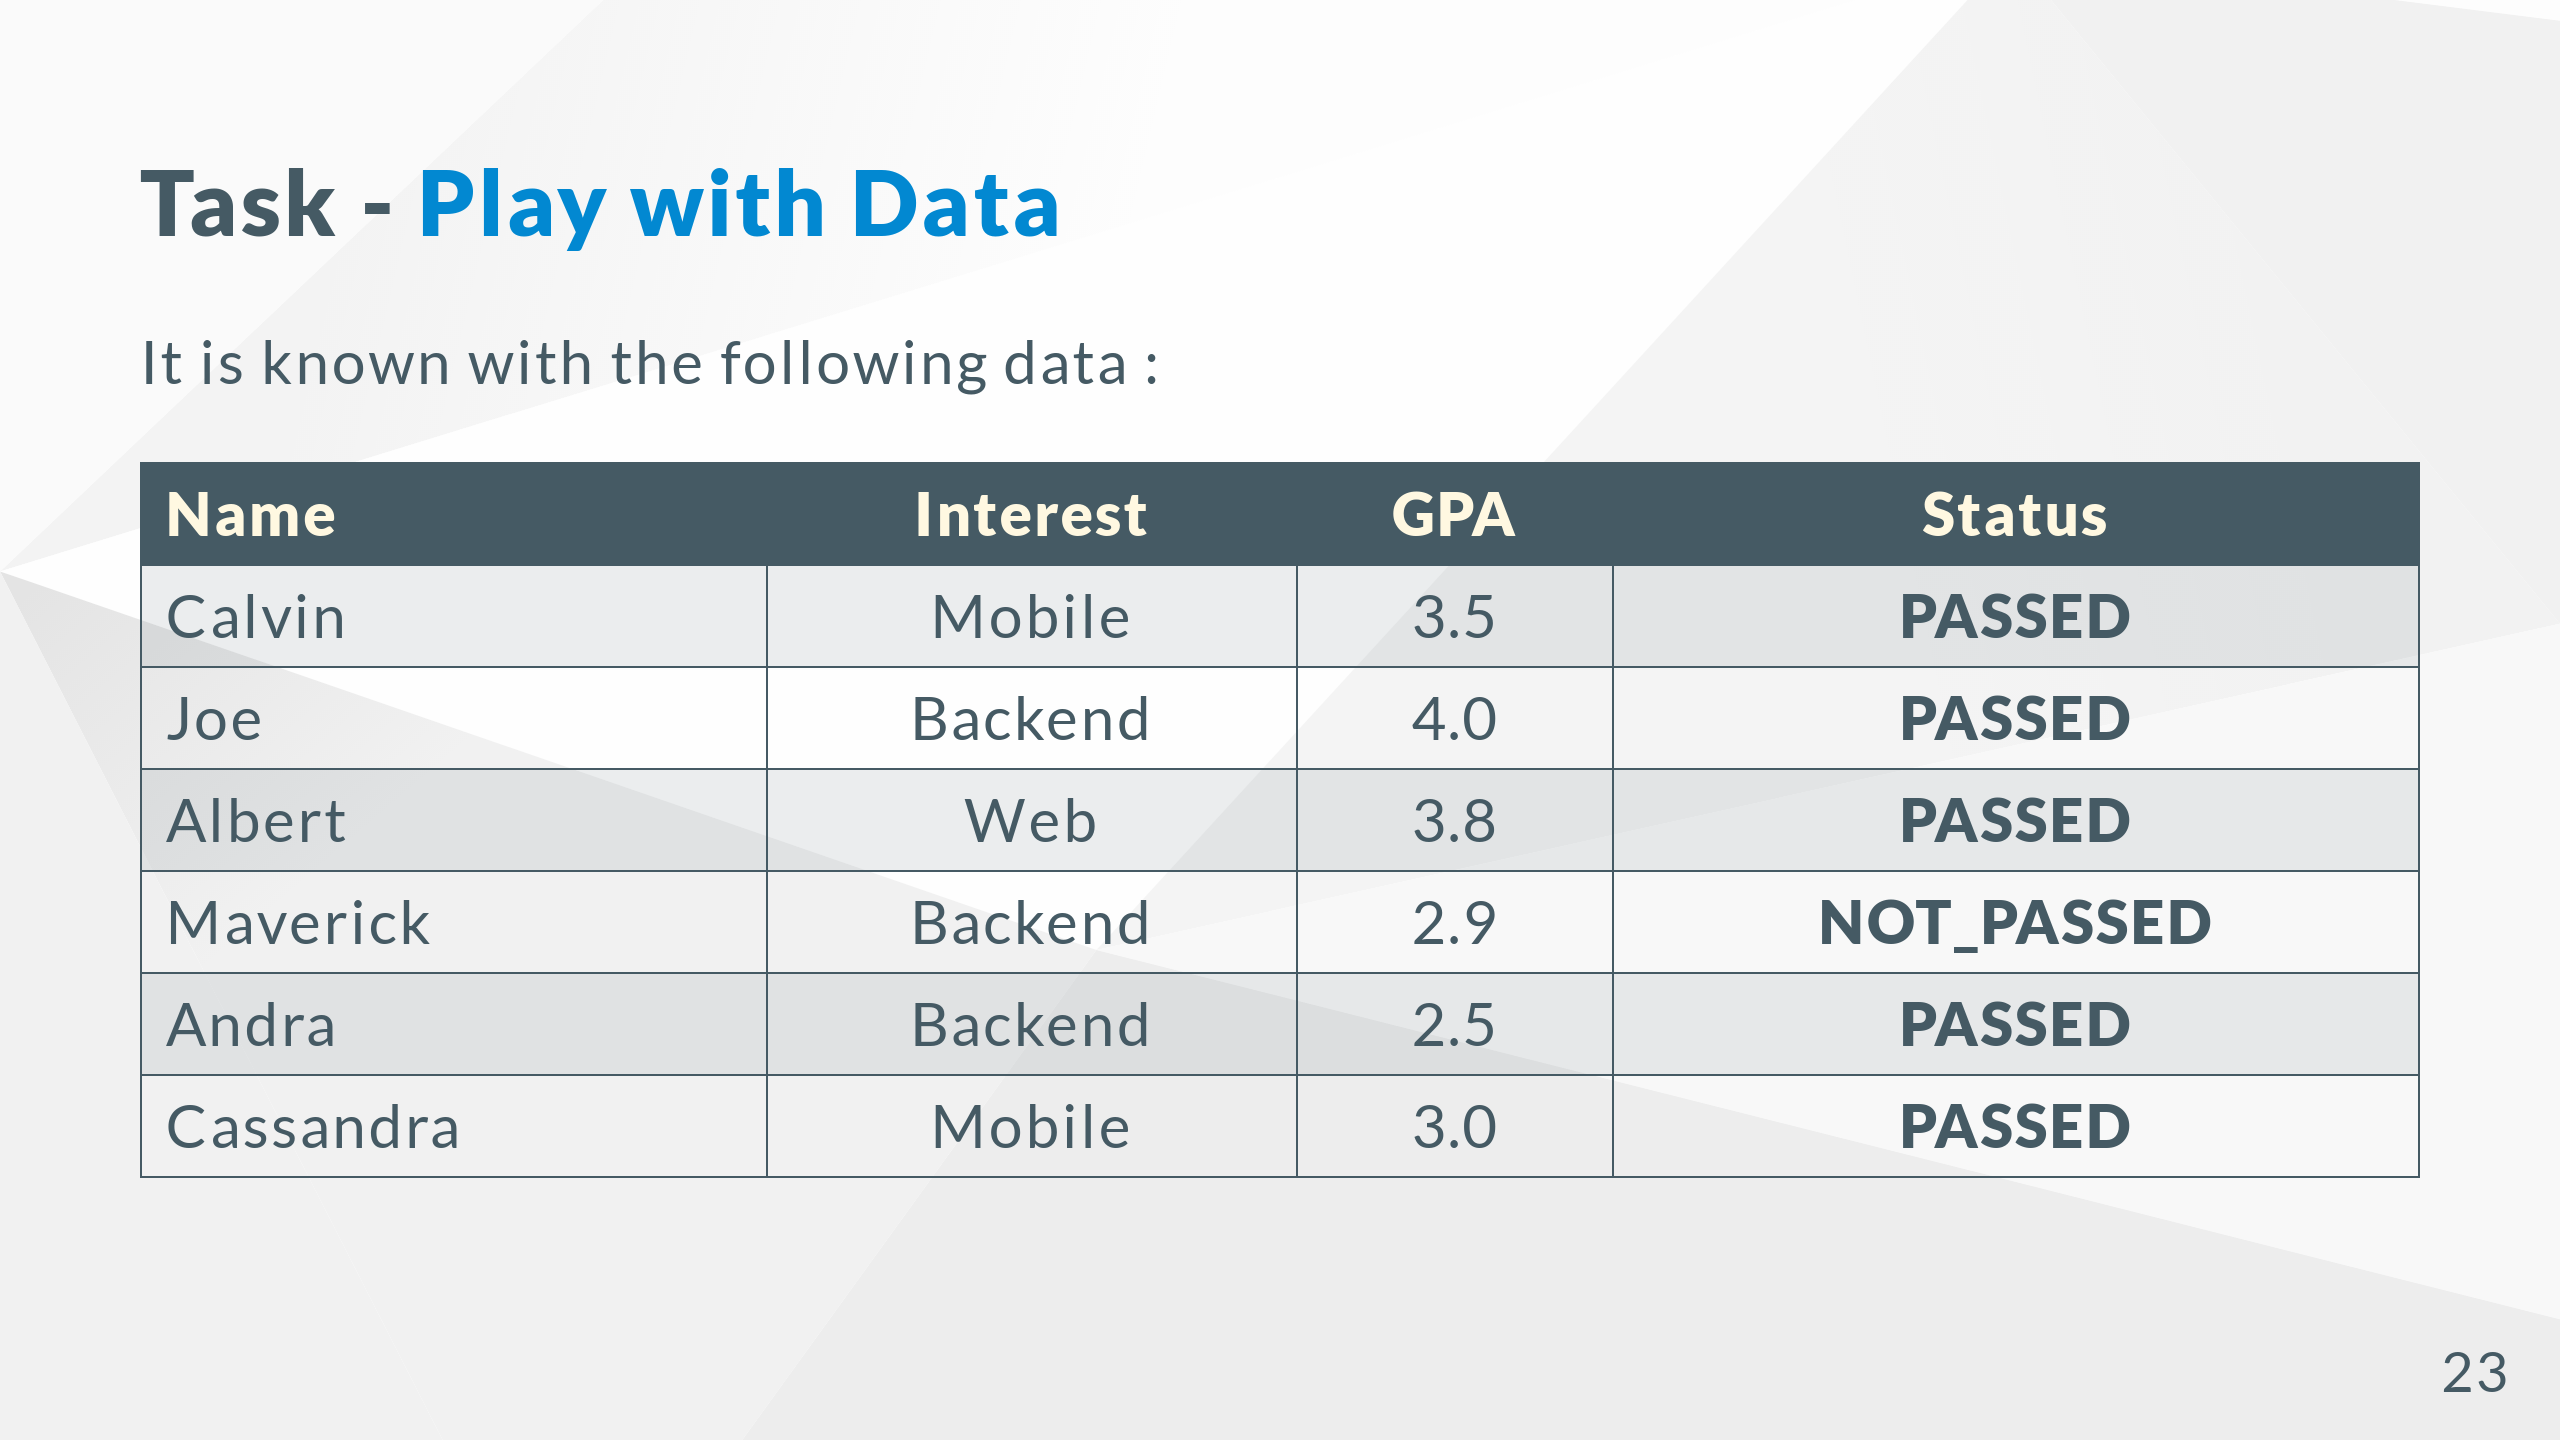 Task - Play with Data
It is known with the following data :
Name Interest GPA Status
Calvin Mobile 3.5 PASSED
Joe Backend 4.0 PASSED
Albert Web 3.8 PASSED
Maverick Backend 2.9 NOT_PASSED
Andra Backend 2.5 PASSED
Cassandra Mobile 3.0 PASSED
23